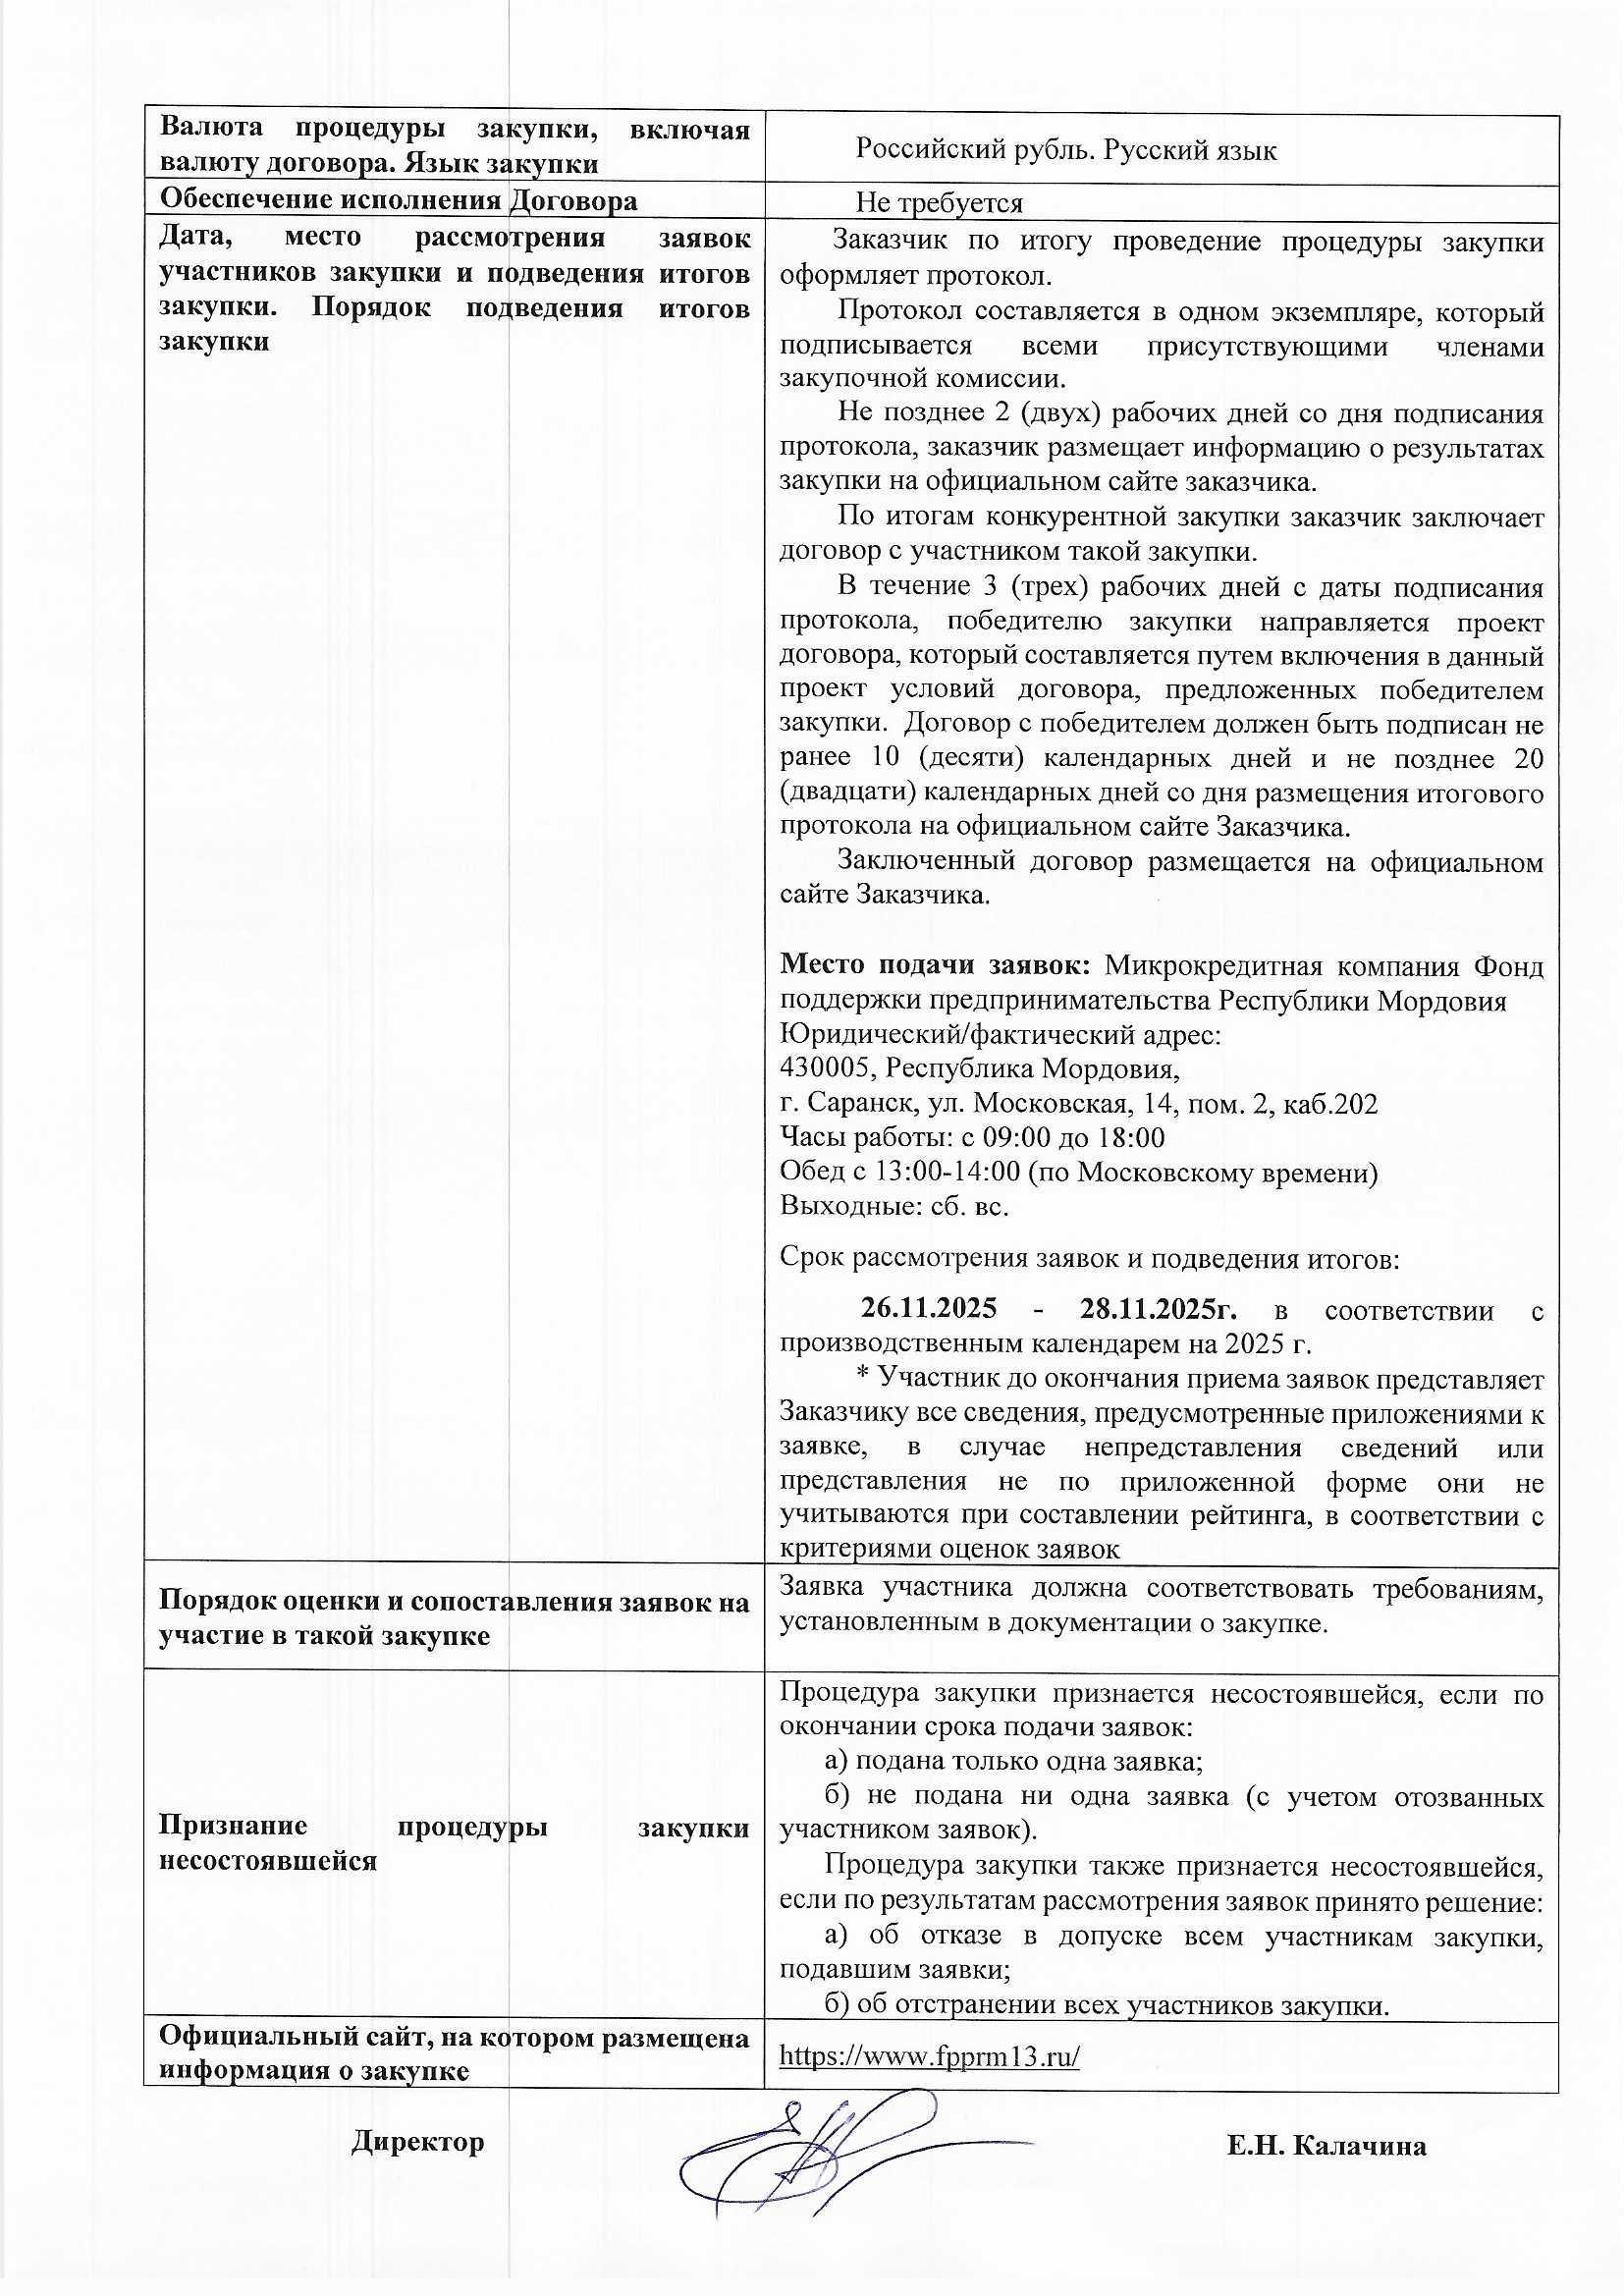 Валюта процедуры закупки, включая
валюту договора. Язык закупки
Российский рубль. Русский язык
Обеспечение исполнения Договора
Не требуется
Дата, место рассмотрения заявок
участников закупки и подведения итогов
закупки. Порядок подведения итогов
закупки
Заказчик по итогу проведение процедуры закупки
оформляет протокол.
Протокол составляется в одном экземпляре, который
подписывается всеми присутствующими членами
закупочной комиссии.
Не позднее 2 (двух) рабочих дней со дня подписания
протокола, заказчик размещает информацию о результатах
закупки на официальном сайте заказчика.
По итогам конкурентной закупки заказчик заключает
договор с участником такой закупки.
В течение 3 (трех) рабочих дней с даты подписания
протокола, победителю закупки направляется проект
договора, который составляется путем включения в данный
проект условий договора, предложенных победителем
закупки. Договор с победителем должен быть подписан не
ранее 10 (десяти) календарных дней и не позднее 20
(двадцати) календарных дней со дня размещения итогового
протокола на официальном сайте Заказчика.
Заключенный договор размещается на официальном
сайте Заказчика.
Место подачи заявок: Микрокредитная компания Фонд
поддержки предпринимательства Республики Мордовия
Юридический/фактический адрес:
430005, Республика Мордовия,
г. Саранск, ул. Московская, 14, пом. 2, каб.202
Часы работы: с 09:00 до 18:00
Обед с 13:00-14:00 (по Московскому времени)
Выходные: сб. вс.
Срок рассмотрения заявок и подведения итогов:
26.11.2025 - 28.11.2025г. в соответствии с
производственным календарем на 2025 г.
* Участник до окончания приема заявок представляет
Заказчику все сведения, предусмотренные приложениями к
заявке, в случае непредставления сведений или
представления не по приложенной форме они не
учитываются при составлении рейтинга, в соответствии с
критериями оценок заявок
Порядок оценки и сопоставления заявок на
участие в такой закупке
Заявка участника должна соответствовать требованиям,
установленным в документации о закупке.
Признание процедуры закупки
несостоявшейся
Процедура закупки признается несостоявшейся, если по
окончании срока подачи заявок:
а) подана только одна заявка;
б) не подана ни одна заявка (с учетом отозванных
участником заявок).
Процедура закупки также признается несостоявшейся,
если по результатам рассмотрения заявок принято решение:
а) об отказе в допуске всем участникам закупки,
подавшим заявки;
б) об отстранении всех участников закупки.
Официальный сайт, на котором размещена
информация о закупке
https://www.fpprm13.ru/
Директор
Е.Н. Калачина